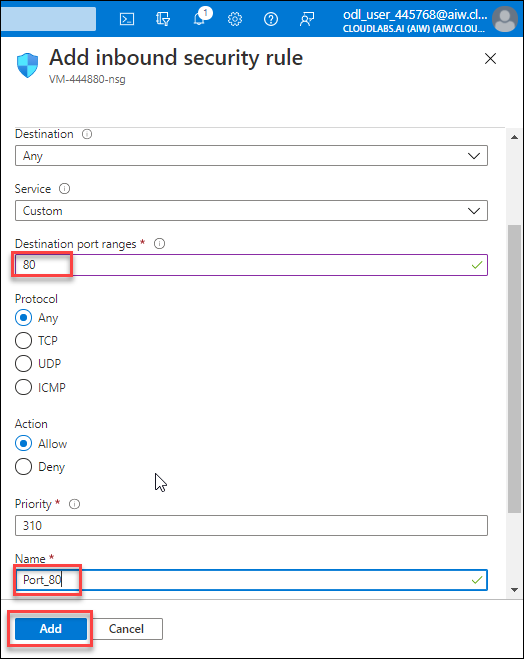 1
odl_user_445768@aiw.cl...
CLOUDLABS.AI (AIW) (AIW.CLOU...
Add inbound security rule
VM-444880-nsg
Destination
Any
Service
Custom
Destination port ranges *
80
Protocol
Any
TCP
UDP
ICMP
Action
Allow
Deny
Priority *
310
Name *
Port_80
Add
Cancel